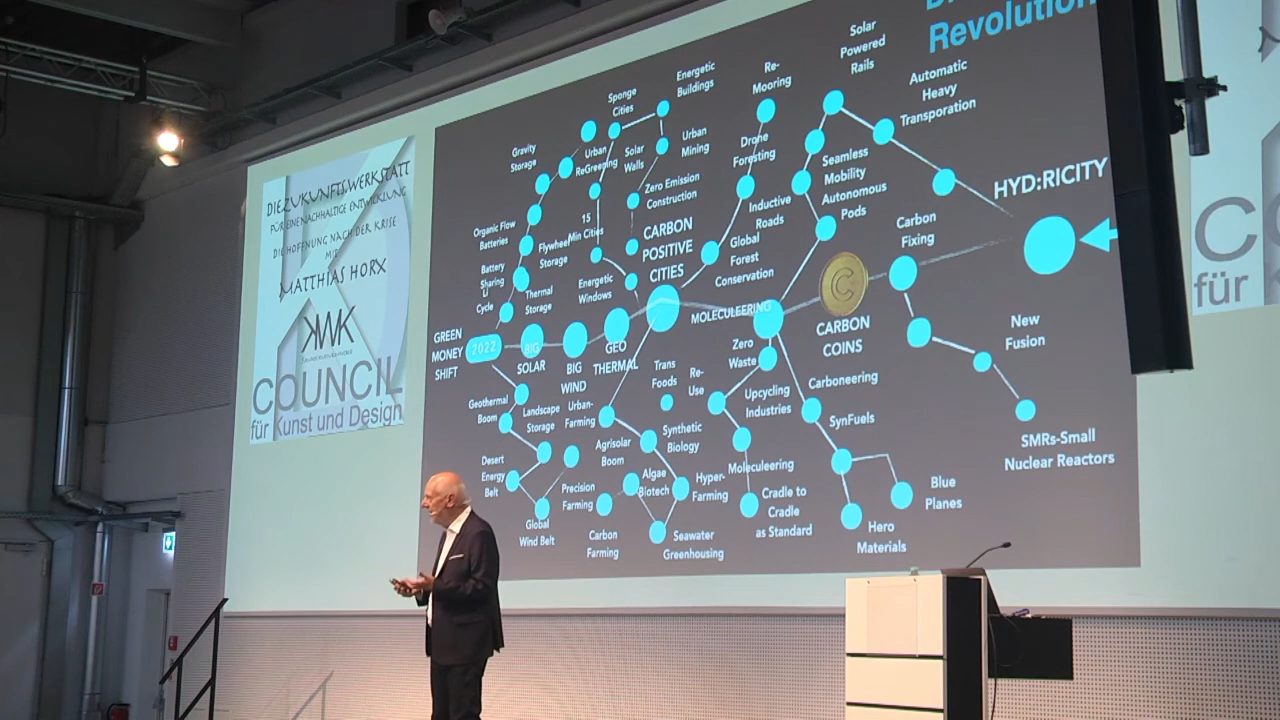 DIE ZUKUNFTSWERKSTATT
FÜR EINE NACHHALTIGE ENTWICKLUNG
DIE HOFFNUNG NACH DER KRISE
MIT
MATTHIAS HORX
KWK
COUNCIL
für Kunst und Design
Revolution
Solar
Powered
Rails
Automatic
Heavy
Transporation
Re-
Mooring
Energetic
Buildings
Sponge
Cities
Urban
Mining
Solar
Walls
Urban
ReGreening
Gravity
Storage
Drone
Foresting
Seamless
Mobility
Autonomous
Pods
Zero Emission
Construction
Inductive
Roads
15
Min Cities
Organic Flow
Batteries
Flywheel
Storage
CARBON
POSITIVE
CITIES
Global
Forest
Conservation
Carbon
Fixing
HYD:RICITY
Battery
Sharing
Li
Cycle
Thermal
Storage
Energetic
Windows
MOLECULEERING
C
CARBON
COINS
GREEN
MONEY
SHIFT
2022
BIG
SOLAR
BIG
WIND
GEO
THERMAL
New
Fusion
Zero
Waste
Trans
Foods
Re-
Use
Upcycling
Industries
Carboneering
SynFuels
Geothermal
Boom
Landscape
Storage
Urban-
Farming
Agrisolar
Boom
Synthetic
Biology
SMRs-Small
Nuclear Reactors
Desert
Energy
Belt
Precision
Farming
Algae
Biotech
Hyper-
Farming
Moleculeering
Cradle to
Cradle
as Standard
Blue
Planes
Global
Wind Belt
Carbon
Farming
Seawater
Greenhousing
Hero
Materials
C
für